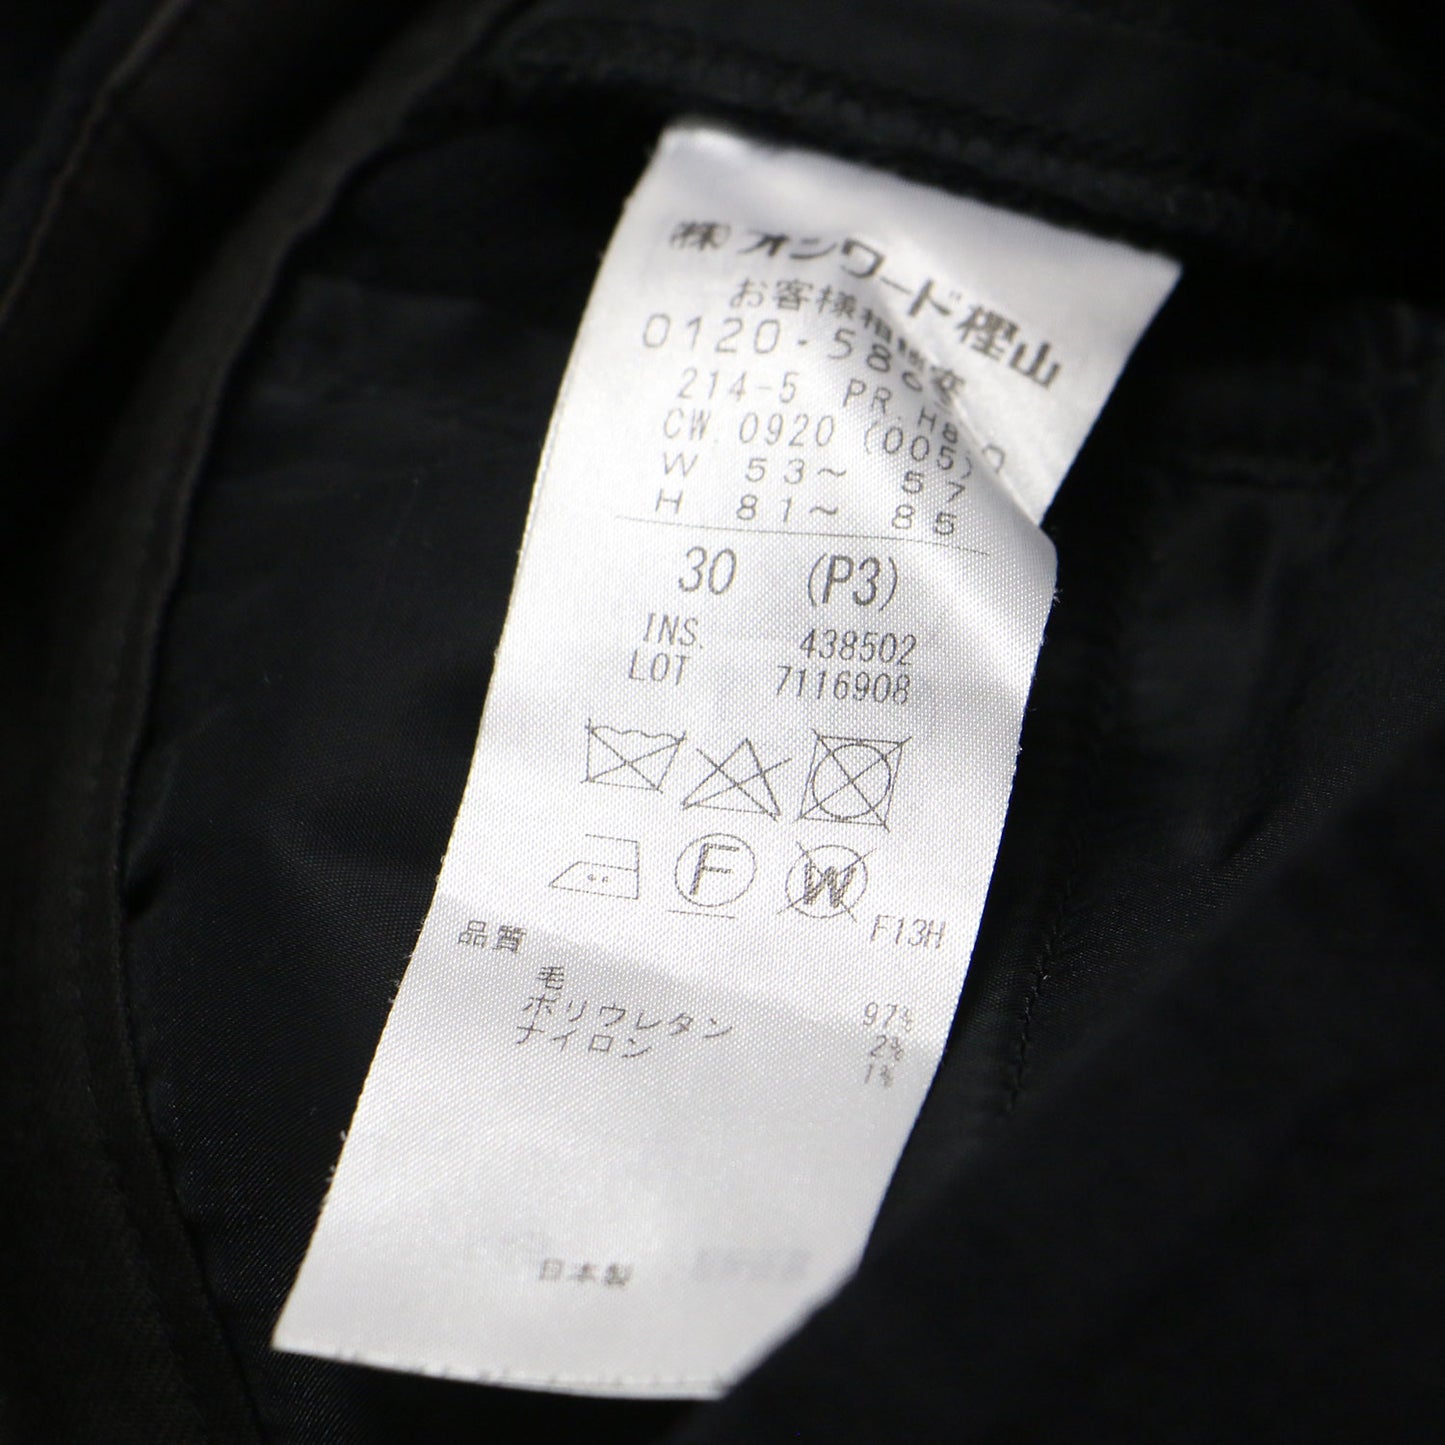 (株)オンワード樫山
お客様相談室
0120-58
214-5 PR.H8
CW.0920 (005)
W 53~ 57
H 81~ 85
30 (P3)
INS. 438502
LOT 7116908
F
W
F13H
品質
毛 97%
ポリウレタン 2%
ナイロン 1%
日本製